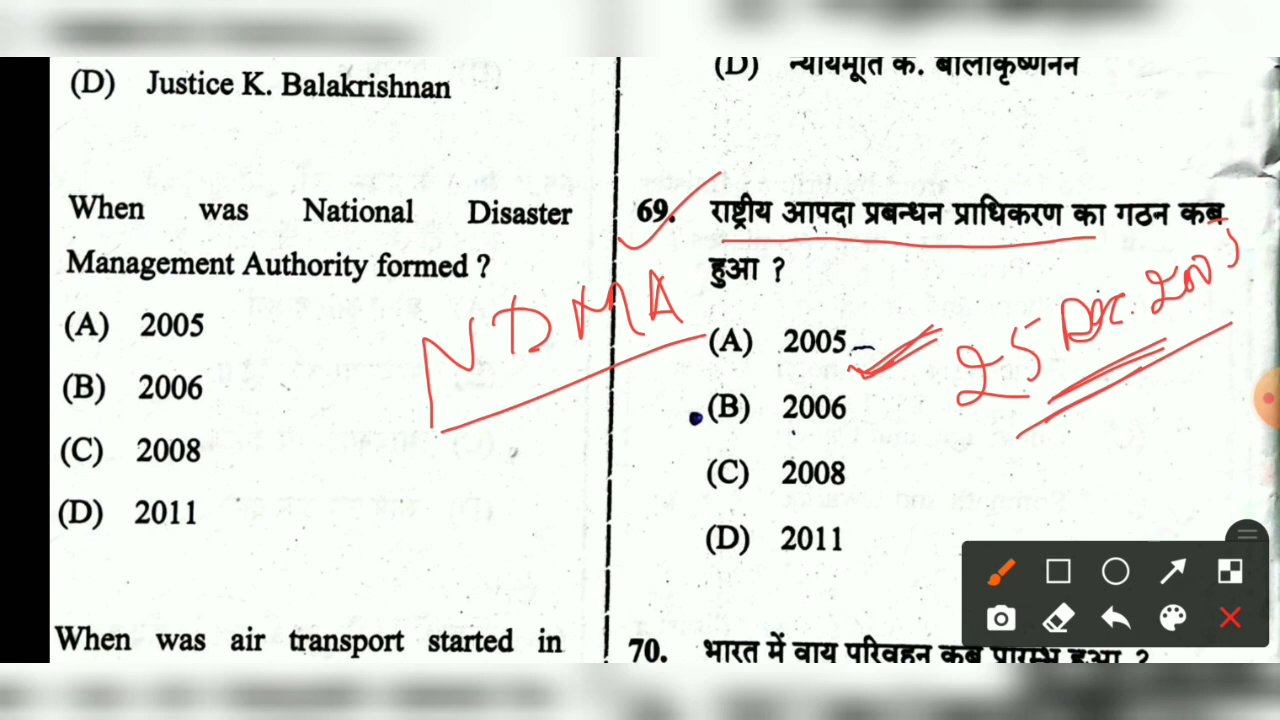 (D) Justice K. Balakrishnan
When was National Disaster
Management Authority formed ?
(A) 2005
(B) 2006
(C) 2008
(D) 2011
When was air transport started in
(D) न्यायमूर्ति के. बालाकृष्णनन
69. राष्ट्रीय आपदा प्रबन्धन प्राधिकरण का गठन कब
हुआ ?
(A) 2005
(B) 2006
(C) 2008
(D) 2011
70. भारत में वायु परिवहन कब प्रारम्भ हुआ ?
NDMA
25 Dec. 2005